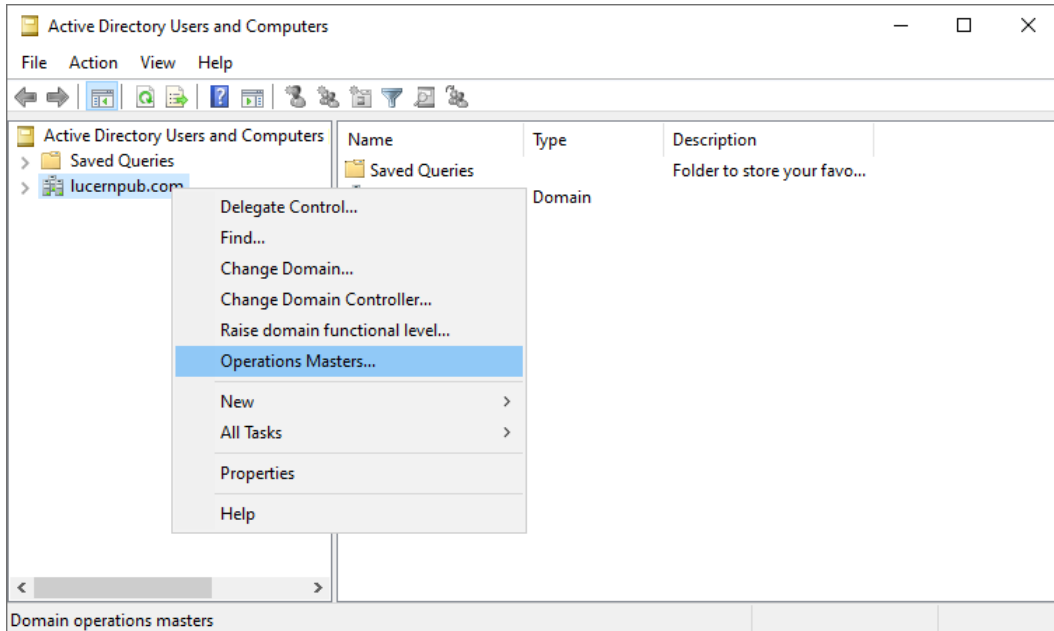 Active Directory Users and Computers
File Action View Help
Active Directory Users and Computers
Saved Queries
lucernpub.com
Name Type Description
Saved Queries Folder to store your favo...
Domain
Delegate Control...
Find...
Change Domain...
Change Domain Controller...
Raise domain functional level...
Operations Masters...
New
All Tasks
Properties
Help
Domain operations masters